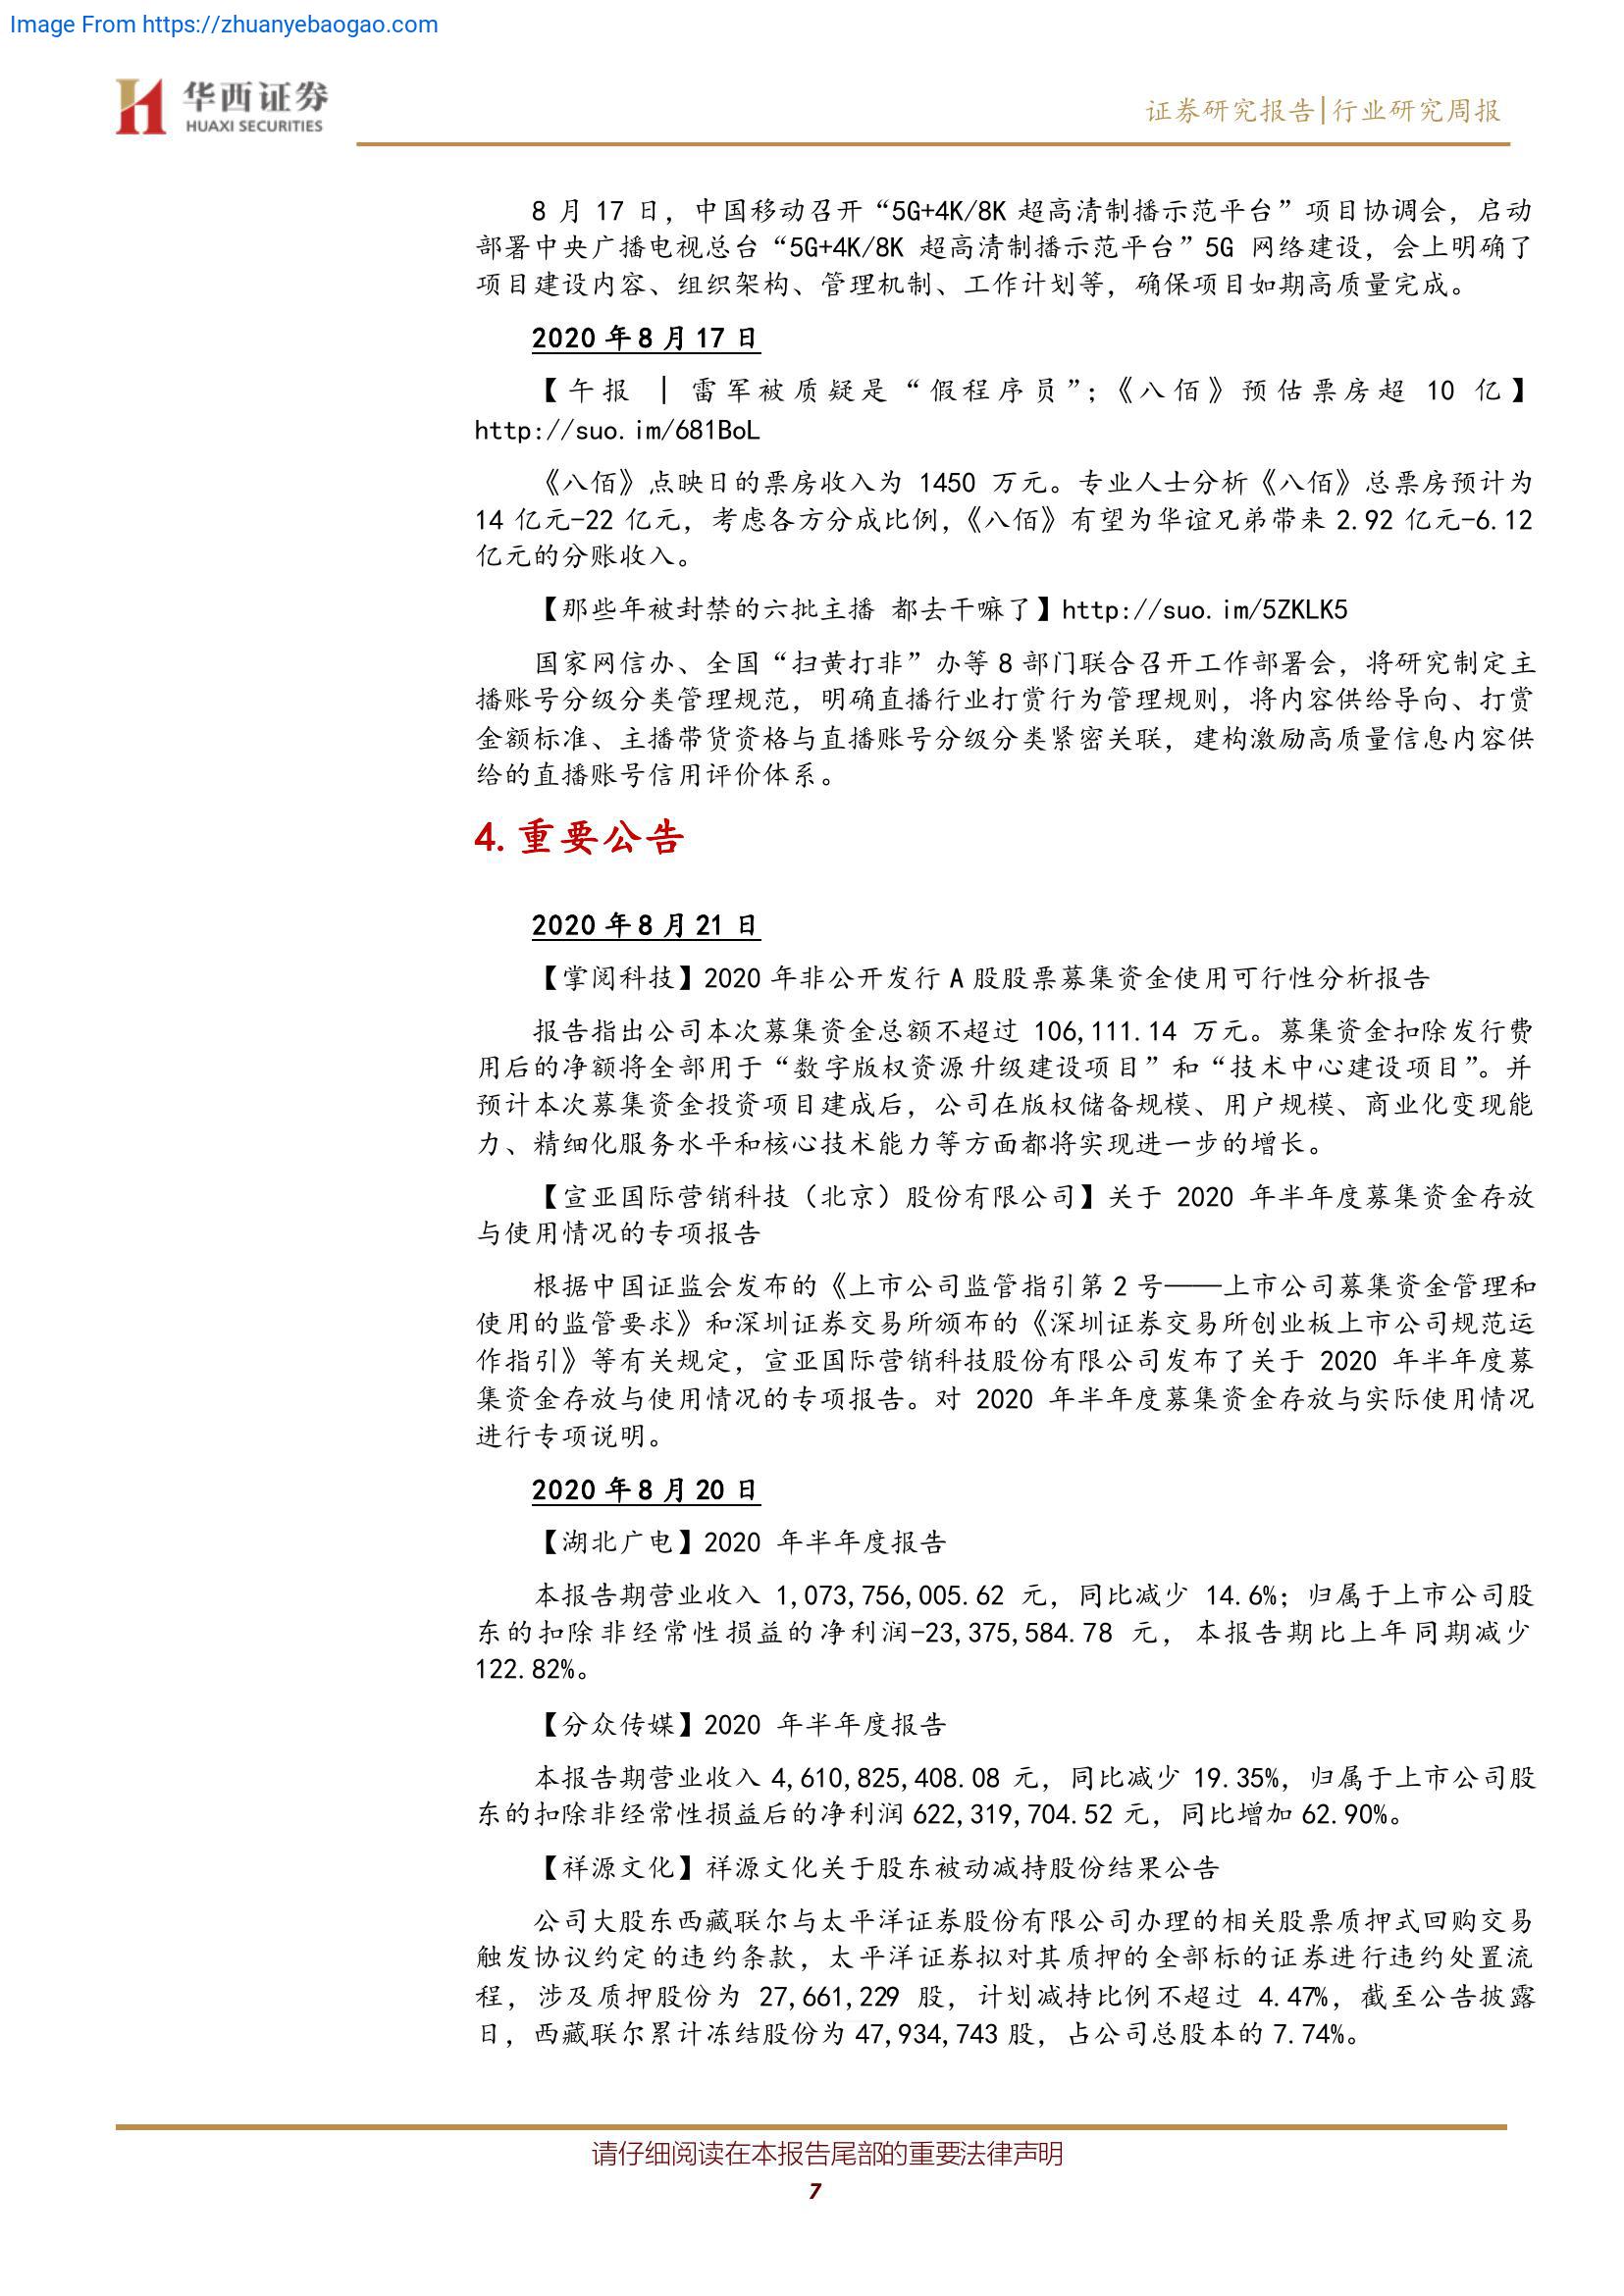 Image From https://zhuanyebaogao.com
华西证券
HUAXI SECURITIES
证券研究报告|行业研究周报
8 月 17 日，中国移动召开“5G+4K/8K 超高清制播示范平台”项目协调会，启动
部署中央广播电视总台“5G+4K/8K 超高清制播示范平台”5G 网络建设，会上明确了
项目建设内容、组织架构、管理机制、工作计划等，确保项目如期高质量完成。
2020 年 8 月 17 日
【午报 | 雷军被质疑是“假程序员”；《八佰》预估票房超 10 亿】
http://suo.im/681BoL
《八佰》点映日的票房收入为 1450 万元。专业人士分析《八佰》总票房预计为
14 亿元-22 亿元，考虑各方分成比例，《八佰》有望为华谊兄弟带来 2.92 亿元-6.12
亿元的分账收入。
【那些年被封禁的六批主播 都去干嘛了】http://suo.im/5ZKLK5
国家网信办、全国“扫黄打非”办等 8 部门联合召开工作部署会，将研究制定主
播账号分级分类管理规范，明确直播行业打赏行为管理规则，将内容供给导向、打赏
金额标准、主播带货资格与直播账号分级分类紧密关联，建构激励高质量信息内容供
给的直播账号信用评价体系。
4. 重要公告
2020 年 8 月 21 日
【掌阅科技】2020 年非公开发行 A 股股票募集资金使用可行性分析报告
报告指出公司本次募集资金总额不超过 106,111.14 万元。募集资金扣除发行费
用后的净额将全部用于“数字版权资源升级建设项目”和“技术中心建设项目”。并
预计本次募集资金投资项目建成后，公司在版权储备规模、用户规模、商业化变现能
力、精细化服务水平和核心技术能力等方面都将实现进一步的增长。
【宣亚国际营销科技（北京）股份有限公司】关于 2020 年半年度募集资金存放
与使用情况的专项报告
根据中国证监会发布的《上市公司监管指引第 2 号——上市公司募集资金管理和
使用的监管要求》和深圳证券交易所颁布的《深圳证券交易所创业板上市公司规范运
作指引》等有关规定，宣亚国际营销科技股份有限公司发布了关于 2020 年半年度募
集资金存放与使用情况的专项报告。对 2020 年半年度募集资金存放与实际使用情况
进行专项说明。
2020 年 8 月 20 日
【湖北广电】2020 年半年度报告
本报告期营业收入 1,073,756,005.62 元，同比减少 14.6%；归属于上市公司股
东的扣除非经常性损益的净利润-23,375,584.78 元，本报告期比上年同期减少
122.82%。
【分众传媒】2020 年半年度报告
本报告期营业收入 4,610,825,408.08 元，同比减少 19.35%，归属于上市公司股
东的扣除非经常性损益后的净利润 622,319,704.52 元，同比增加 62.90%。
【祥源文化】祥源文化关于股东被动减持股份结果公告
公司大股东西藏联尔与太平洋证券股份有限公司办理的相关股票质押式回购交易
触发协议约定的违约条款，太平洋证券拟对其质押的全部标的证券进行违约处置流
程，涉及质押股份为 27,661,229 股，计划减持比例不超过 4.47%，截至公告披露
日，西藏联尔累计冻结股份为 47,934,743 股，占公司总股本的 7.74%。
请仔细阅读在本报告尾部的重要法律声明
7